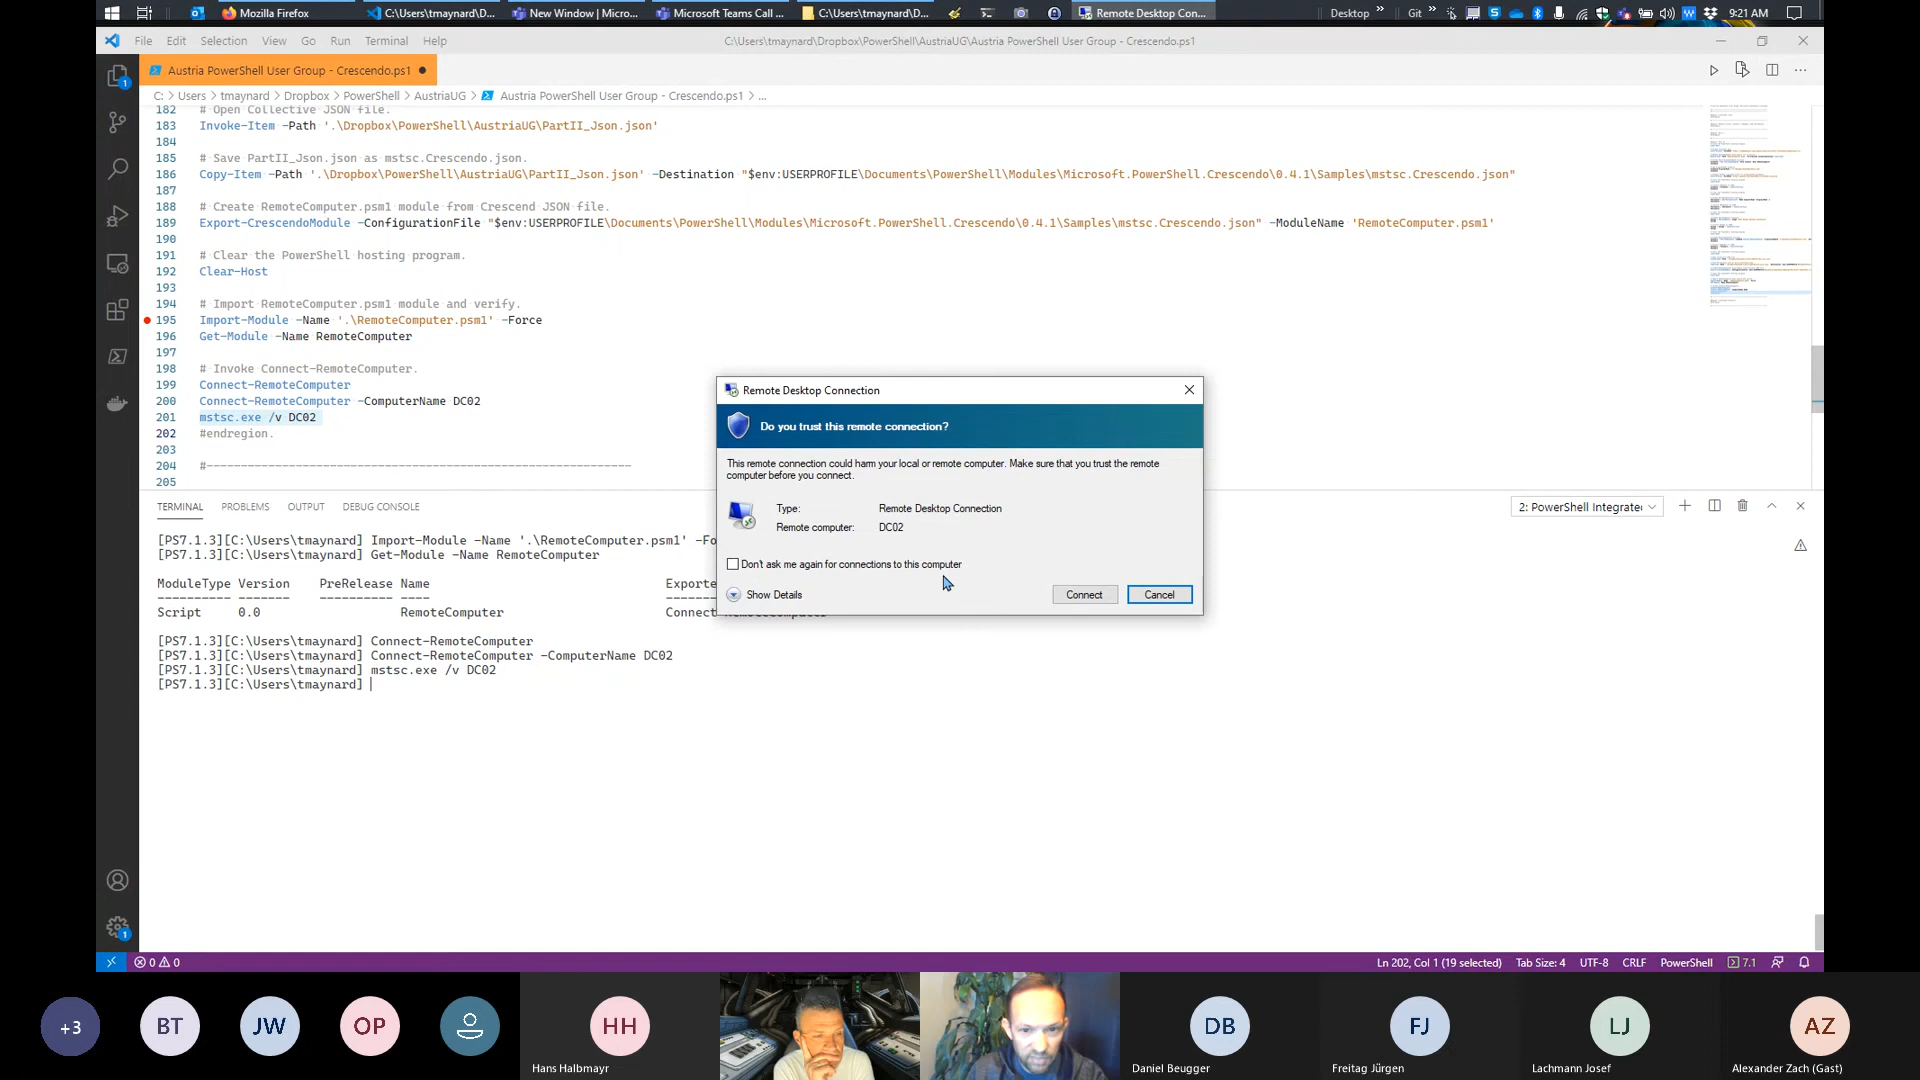 Mozilla Firefox
C:\Users\tmaynard\D...
New Window | Micro...
Microsoft Teams Call ...
C:\Users\tmaynard\D...
Remote Desktop Con...
Desktop
Git
9:21 AM
File Edit Selection View Go Run Terminal Help
C:\Users\tmaynard\Dropbox\PowerShell\AustriaUG\Austria PowerShell User Group - Crescendo.ps1
Austria PowerShell User Group - Crescendo.ps1
C: > Users > tmaynard > Dropbox > PowerShell > AustriaUG > Austria PowerShell User Group - Crescendo.ps1 > ...
182 # Open Collective JSON file.
183 Invoke-Item -Path '.\Dropbox\PowerShell\AustriaUG\PartII_Json.json'
184
185 # Save PartII_Json.json as mstsc.Crescendo.json.
186 Copy-Item -Path '.\Dropbox\PowerShell\AustriaUG\PartII_Json.json' -Destination "$env:USERPROFILE\Documents\PowerShell\Modules\Microsoft.PowerShell.Crescendo\0.4.1\Samples\mstsc.Crescendo.json"
187
188 # Create RemoteComputer.psm1 module from Crescend JSON file.
189 Export-CrescendoModule -ConfigurationFile "$env:USERPROFILE\Documents\PowerShell\Modules\Microsoft.PowerShell.Crescendo\0.4.1\Samples\mstsc.Crescendo.json" -ModuleName 'RemoteComputer.psm1'
190
191 # Clear the PowerShell hosting program.
192 Clear-Host
193
194 # Import RemoteComputer.psm1 module and verify.
195 Import-Module -Name '.\RemoteComputer.psm1' -Force
196 Get-Module -Name RemoteComputer
197
198 # Invoke Connect-RemoteComputer.
199 Connect-RemoteComputer
200 Connect-RemoteComputer -ComputerName DC02
201 mstsc.exe /v DC02
202 #endregion.
203
204 #--------------------------------------------------------------
205
Remote Desktop Connection
Do you trust this remote connection?
This remote connection could harm your local or remote computer. Make sure that you trust the remote
computer before you connect.
Type: Remote Desktop Connection
Remote computer: DC02
Don't ask me again for connections to this computer
Show Details
Connect
Cancel
TERMINAL PROBLEMS OUTPUT DEBUG CONSOLE
2: PowerShell Integrate
[PS7.1.3][C:\Users\tmaynard] Import-Module -Name '.\RemoteComputer.psm1' -Fo
[PS7.1.3][C:\Users\tmaynard] Get-Module -Name RemoteComputer
ModuleType Version PreRelease Name Exporte
---------- ------- ---------- ---- -------
Script 0.0 RemoteComputer Connect
[PS7.1.3][C:\Users\tmaynard] Connect-RemoteComputer
[PS7.1.3][C:\Users\tmaynard] Connect-RemoteComputer -ComputerName DC02
[PS7.1.3][C:\Users\tmaynard] mstsc.exe /v DC02
[PS7.1.3][C:\Users\tmaynard]
0 0
Ln 202, Col 1 (19 selected) Tab Size: 4 UTF-8 CRLF PowerShell 7.1
+3
BT
JW
OP
HH
DB
FJ
LJ
AZ
Hans Halbmayr
Daniel Beugger
Freitag Jürgen
Lachmann Josef
Alexander Zach (Gast)